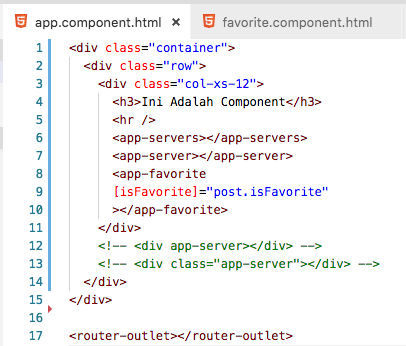 app.component.html × favorite.component.html
1 <div class="container">
2 <div class="row">
3 <div class="col-xs-12">
4 <h3>Ini Adalah Component</h3>
5 <hr />
6 <app-servers></app-servers>
7 <app-server></app-server>
8 <app-favorite
9 [isFavorite]="post.isFavorite"
10 ></app-favorite>
11 </div>
12 <!-- <div app-server></div> -->
13 <!-- <div class="app-server"></div> -->
14 </div>
15 </div>
16
17 <router-outlet></router-outlet>